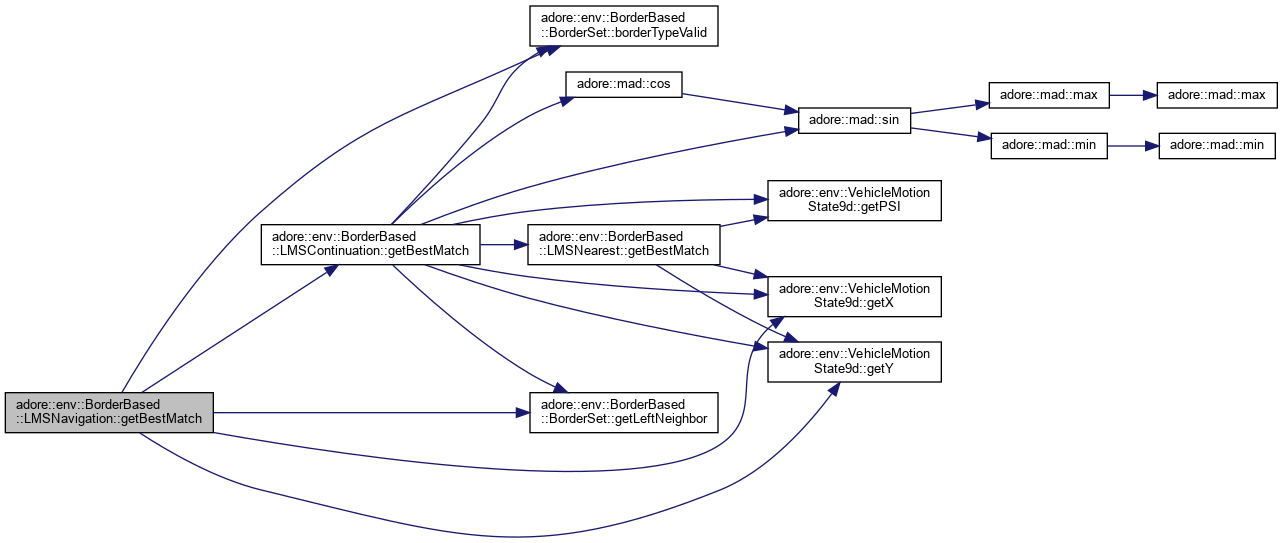 adore::env::BorderBased
::BorderSet::borderTypeValid
adore::mad::cos
adore::mad::max
adore::mad::max
adore::mad::sin
adore::mad::min
adore::mad::min
adore::env::VehicleMotion
State9d::getPSI
adore::env::BorderBased
::LMSContinuation::getBestMatch
adore::env::BorderBased
::LMSNearest::getBestMatch
adore::env::VehicleMotion
State9d::getX
adore::env::VehicleMotion
State9d::getY
adore::env::BorderBased
::LMSNavigation::getBestMatch
adore::env::BorderBased
::BorderSet::getLeftNeighbor